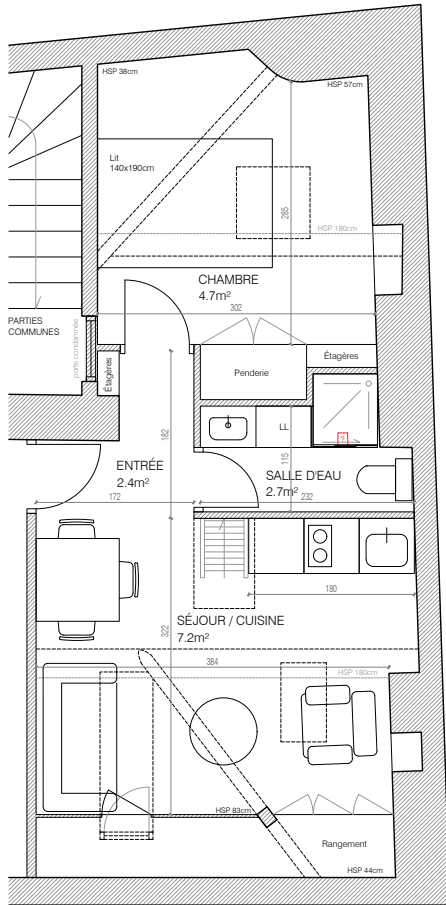 HSP 38cm
HSP 57cm
Lit
140x190cm
285
HSP 180cm
CHAMBRE
4.7m²
302
PARTIES
COMMUNES
porte condamnée
Étagères
Penderie
Étagères
LL
?
182
115
ENTRÉE
2.4m²
SALLE D'EAU
2.7m²
172
232
180
SÉJOUR / CUISINE
7.2m²
322
384
HSP 180cm
HSP 83cm
Rangement
HSP 44cm